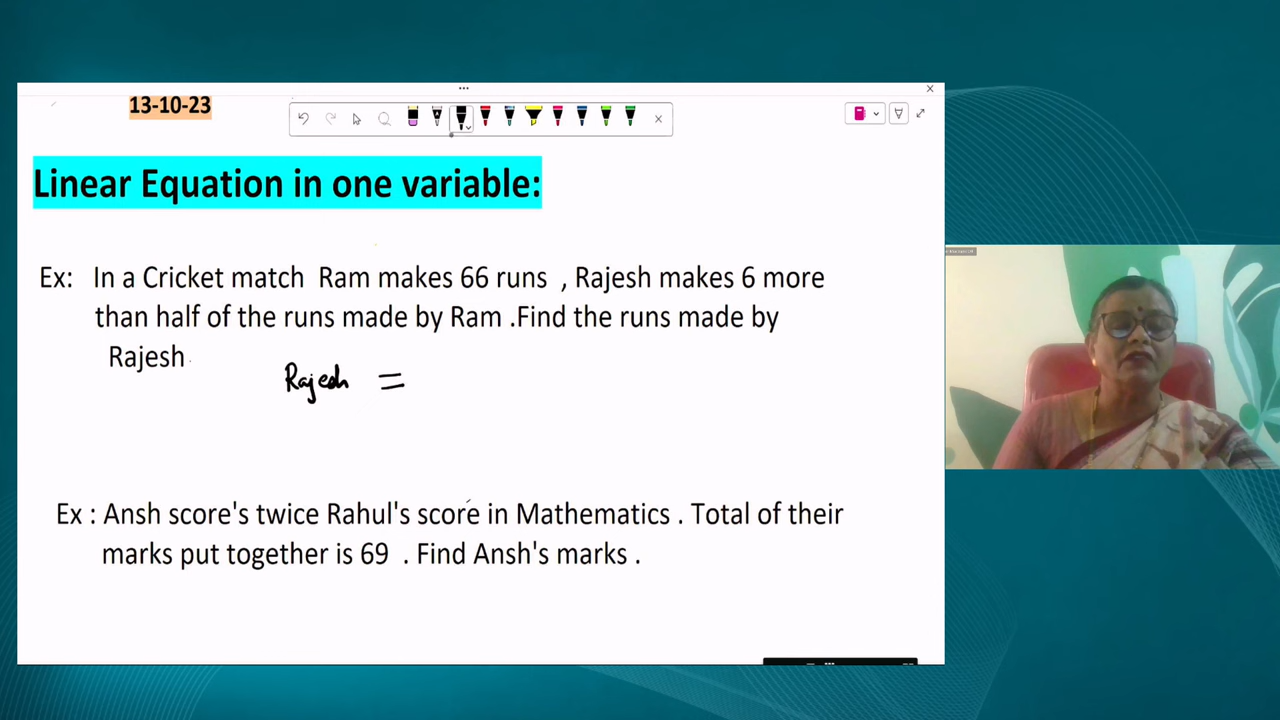 13-10-23
Linear Equation in one variable:
Ex: In a Cricket match Ram makes 66 runs , Rajesh makes 6 more
than half of the runs made by Ram .Find the runs made by
Rajesh
Rajesh =
Ex : Ansh score's twice Rahul's score in Mathematics . Total of their
marks put together is 69 . Find Ansh's marks .